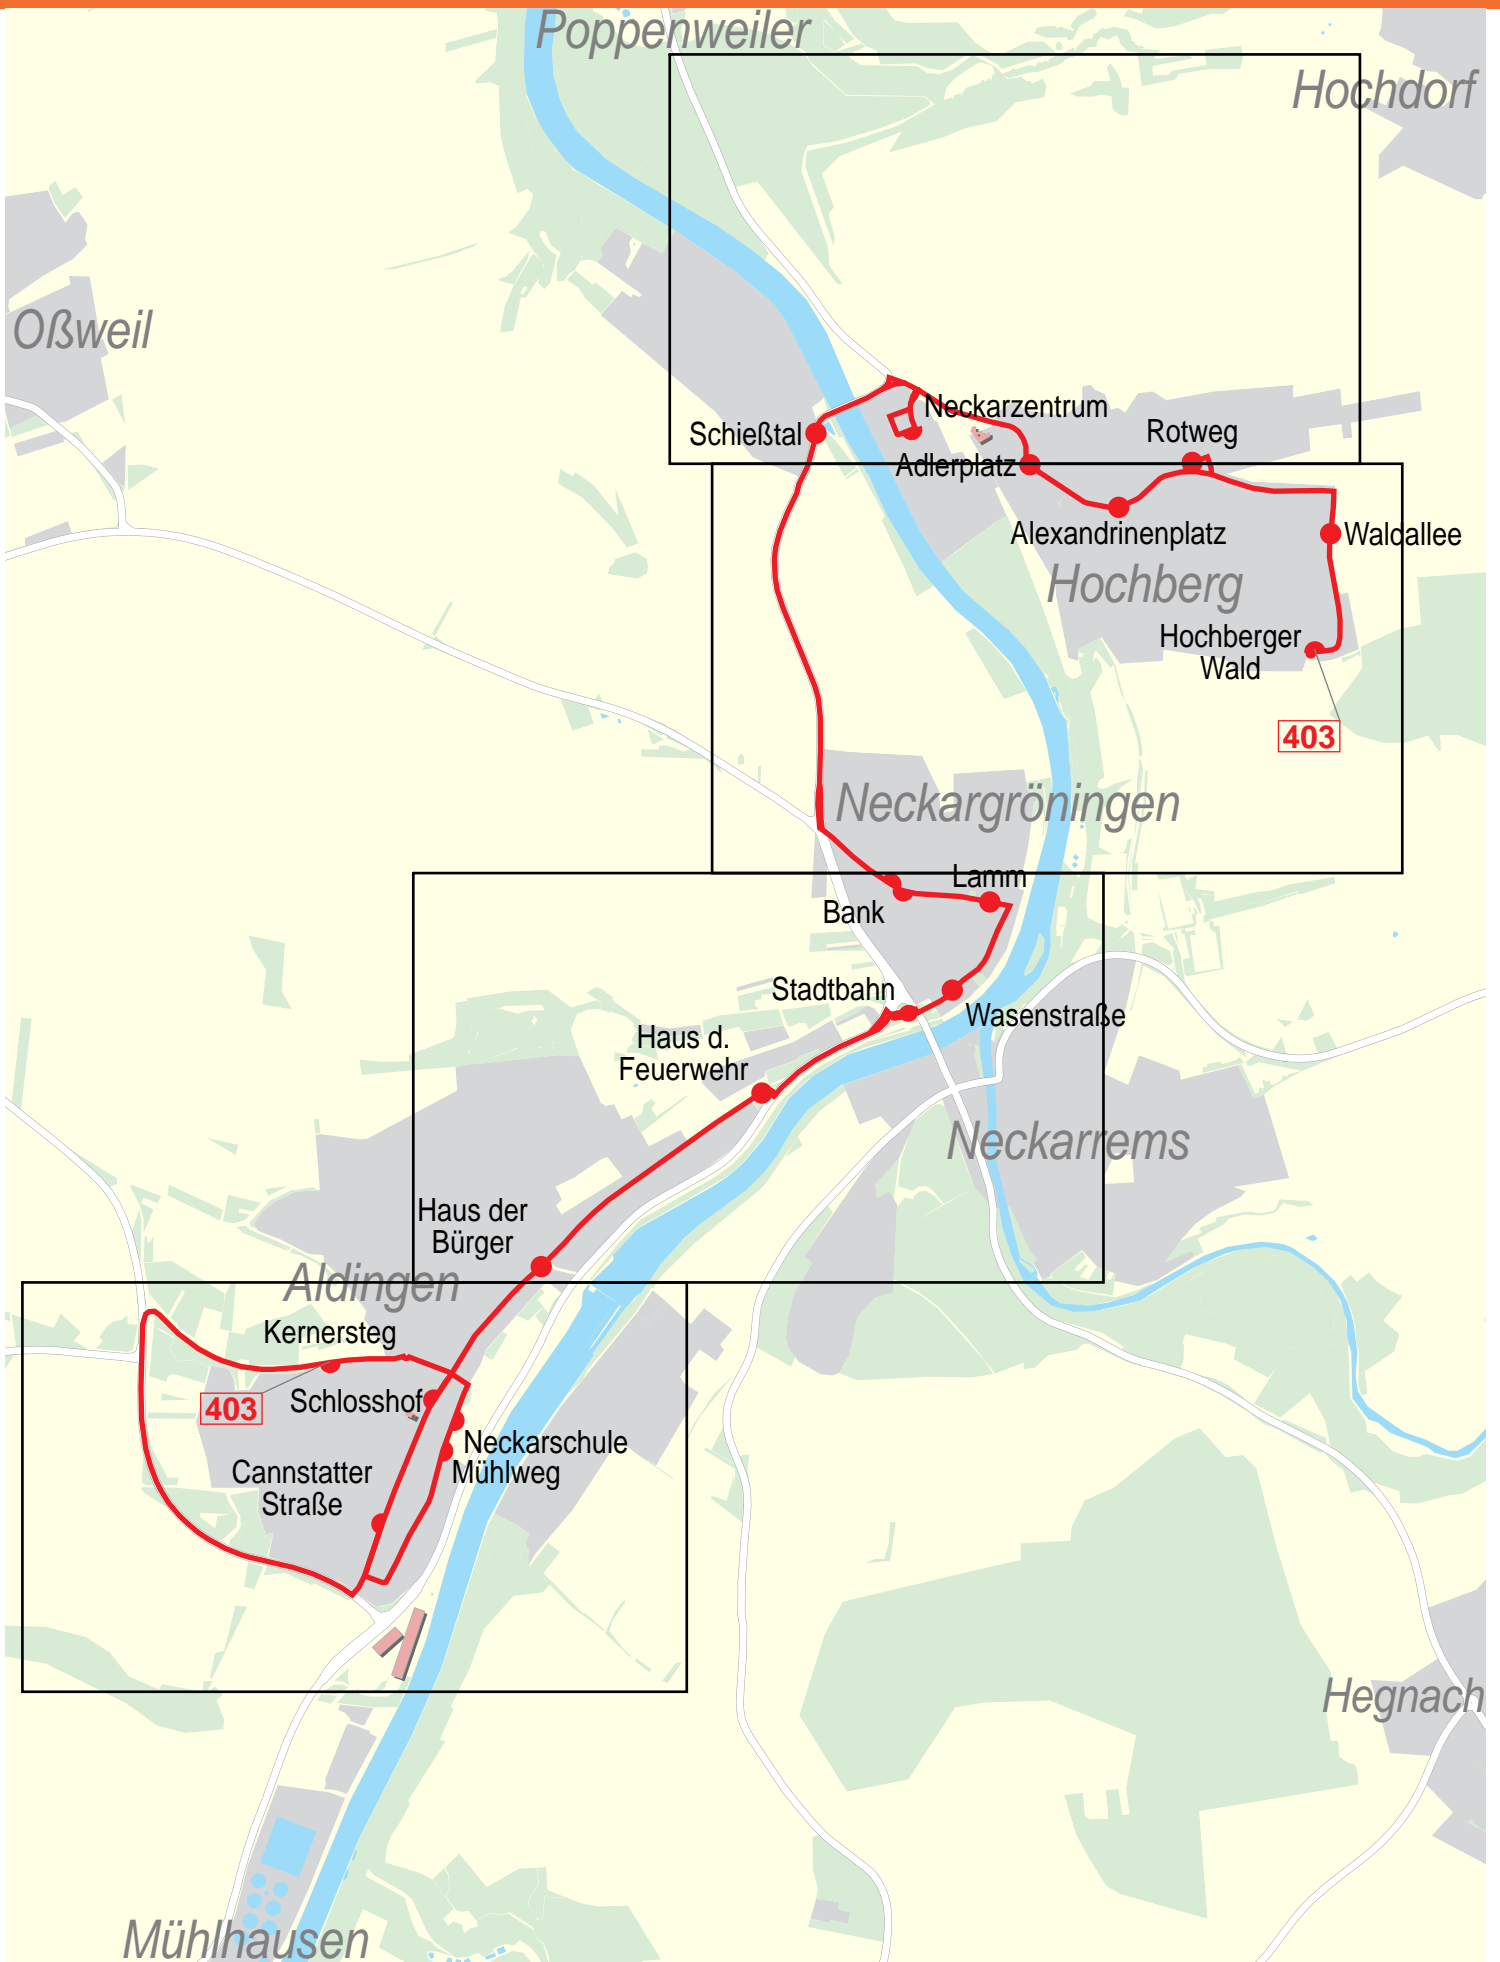 Poppenweiler
Hochdorf
Oßweil
Neckarzentrum
Schießtal
Rotweg
Adlerplatz
Alexandrinenplatz
Waldallee
Hochberg
Hochberger
Wald
403
Neckargröningen
Lamm
Bank
Stadtbahn
Wasenstraße
Haus d.
Feuerwehr
Neckarrems
Haus der
Bürger
Aldingen
Kernersteg
403
Schlosshof
Neckarschule
Mühlweg
Cannstatter
Straße
Hegnach
Mühlhausen